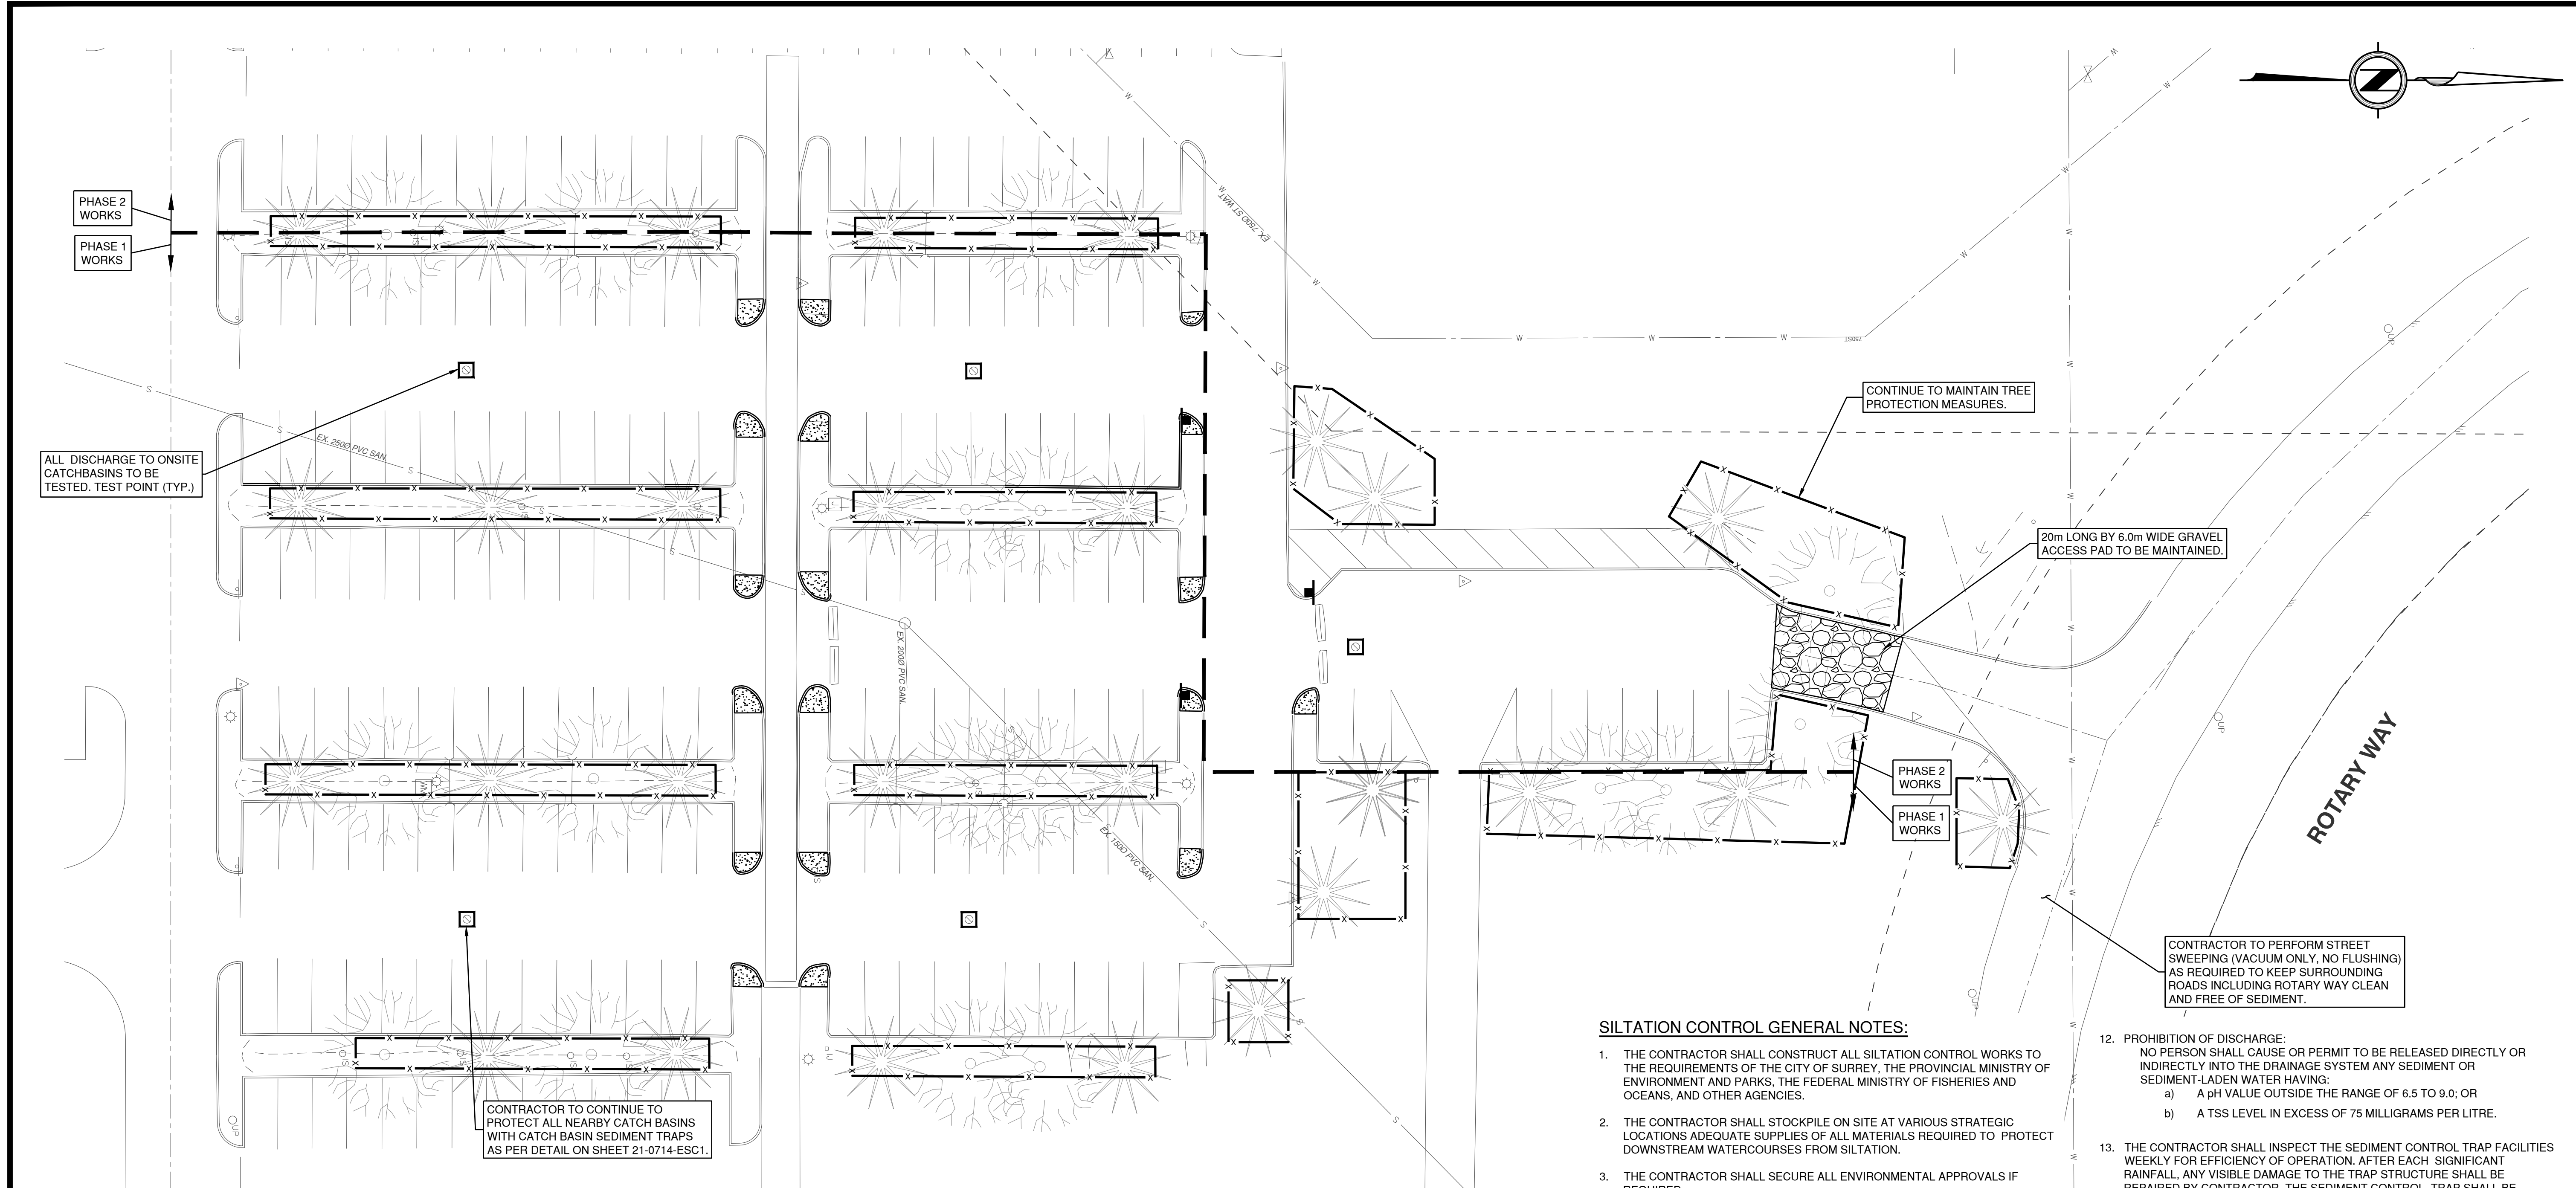 PHASE 2
WORKS
PHASE 1
WORKS
ALL DISCHARGE TO ONSITE
CATCHBASINS TO BE
TESTED. TEST POINT (TYP.)
EX. 250Ø PVC SAN.
EX. 200Ø PVC SAN.
EX. 150Ø PVC SAN.
EX. 750Ø ST WAT
750ST
CONTINUE TO MAINTAIN TREE
PROTECTION MEASURES.
20m LONG BY 6.0m WIDE GRAVEL
ACCESS PAD TO BE MAINTAINED.
PHASE 2
WORKS
PHASE 1
WORKS
ROTARY WAY
CONTRACTOR TO PERFORM STREET
SWEEPING (VACUUM ONLY, NO FLUSHING)
AS REQUIRED TO KEEP SURROUNDING
ROADS INCLUDING ROTARY WAY CLEAN
AND FREE OF SEDIMENT.
CONTRACTOR TO CONTINUE TO
PROTECT ALL NEARBY CATCH BASINS
WITH CATCH BASIN SEDIMENT TRAPS
AS PER DETAIL ON SHEET 21-0714-ESC1.
SILTATION CONTROL GENERAL NOTES:
1. THE CONTRACTOR SHALL CONSTRUCT ALL SILTATION CONTROL WORKS TO
THE REQUIREMENTS OF THE CITY OF SURREY, THE PROVINCIAL MINISTRY OF
ENVIRONMENT AND PARKS, THE FEDERAL MINISTRY OF FISHERIES AND
OCEANS, AND OTHER AGENCIES.
2. THE CONTRACTOR SHALL STOCKPILE ON SITE AT VARIOUS STRATEGIC
LOCATIONS ADEQUATE SUPPLIES OF ALL MATERIALS REQUIRED TO PROTECT
DOWNSTREAM WATERCOURSES FROM SILTATION.
3. THE CONTRACTOR SHALL SECURE ALL ENVIRONMENTAL APPROVALS IF
REQUIRED
12. PROHIBITION OF DISCHARGE:
NO PERSON SHALL CAUSE OR PERMIT TO BE RELEASED DIRECTLY OR
INDIRECTLY INTO THE DRAINAGE SYSTEM ANY SEDIMENT OR
SEDIMENT-LADEN WATER HAVING:
a) A pH VALUE OUTSIDE THE RANGE OF 6.5 TO 9.0; OR
b) A TSS LEVEL IN EXCESS OF 75 MILLIGRAMS PER LITRE.
13. THE CONTRACTOR SHALL INSPECT THE SEDIMENT CONTROL TRAP FACILITIES
WEEKLY FOR EFFICIENCY OF OPERATION. AFTER EACH SIGNIFICANT
RAINFALL, ANY VISIBLE DAMAGE TO THE TRAP STRUCTURE SHALL BE
REPAIRED BY CONTRACTOR. THE SEDIMENT CONTROL TRAP SHALL BE